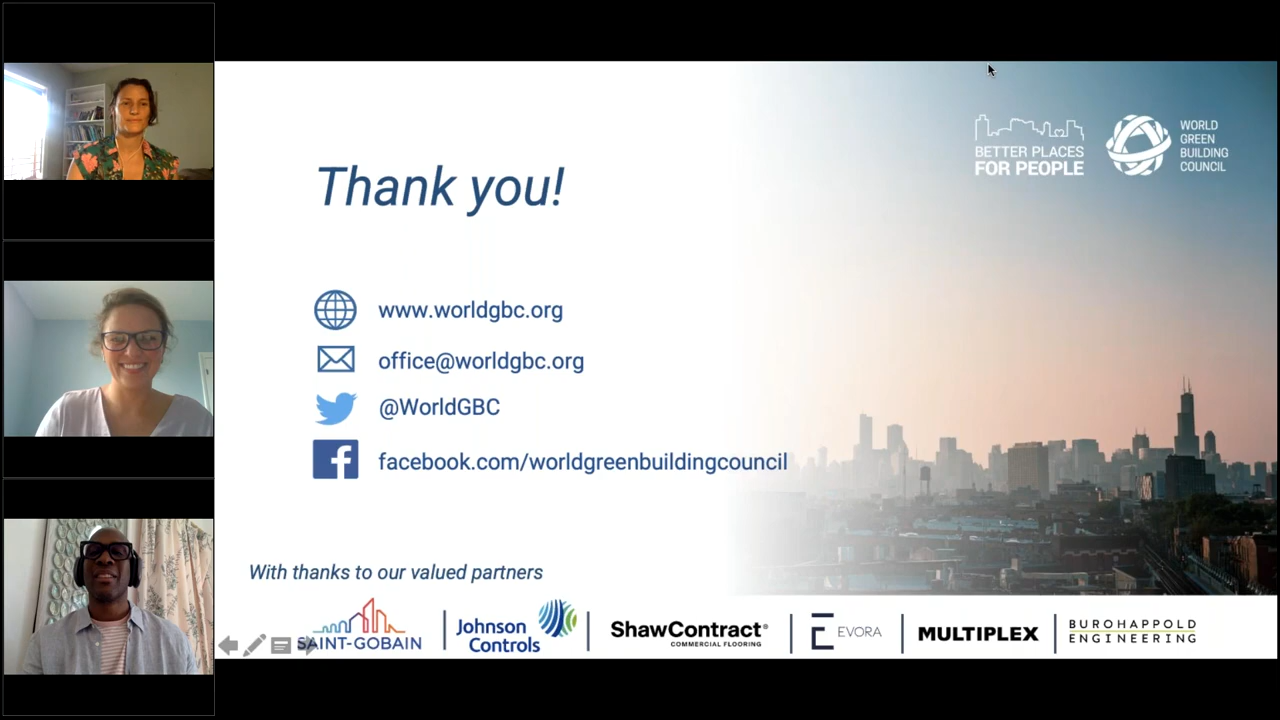 Thank you!
BETTER PLACES
FOR PEOPLE
WORLD
GREEN
BUILDING
COUNCIL
www.worldgbc.org
office@worldgbc.org
@WorldGBC
facebook.com/worldgreenbuildingcouncil
With thanks to our valued partners
SAINT-GOBAIN
Johnson
Controls
ShawContract®
COMMERCIAL FLOORING
EVORA
MULTIPLEX
BUROHAPPOLD
ENGINEERING